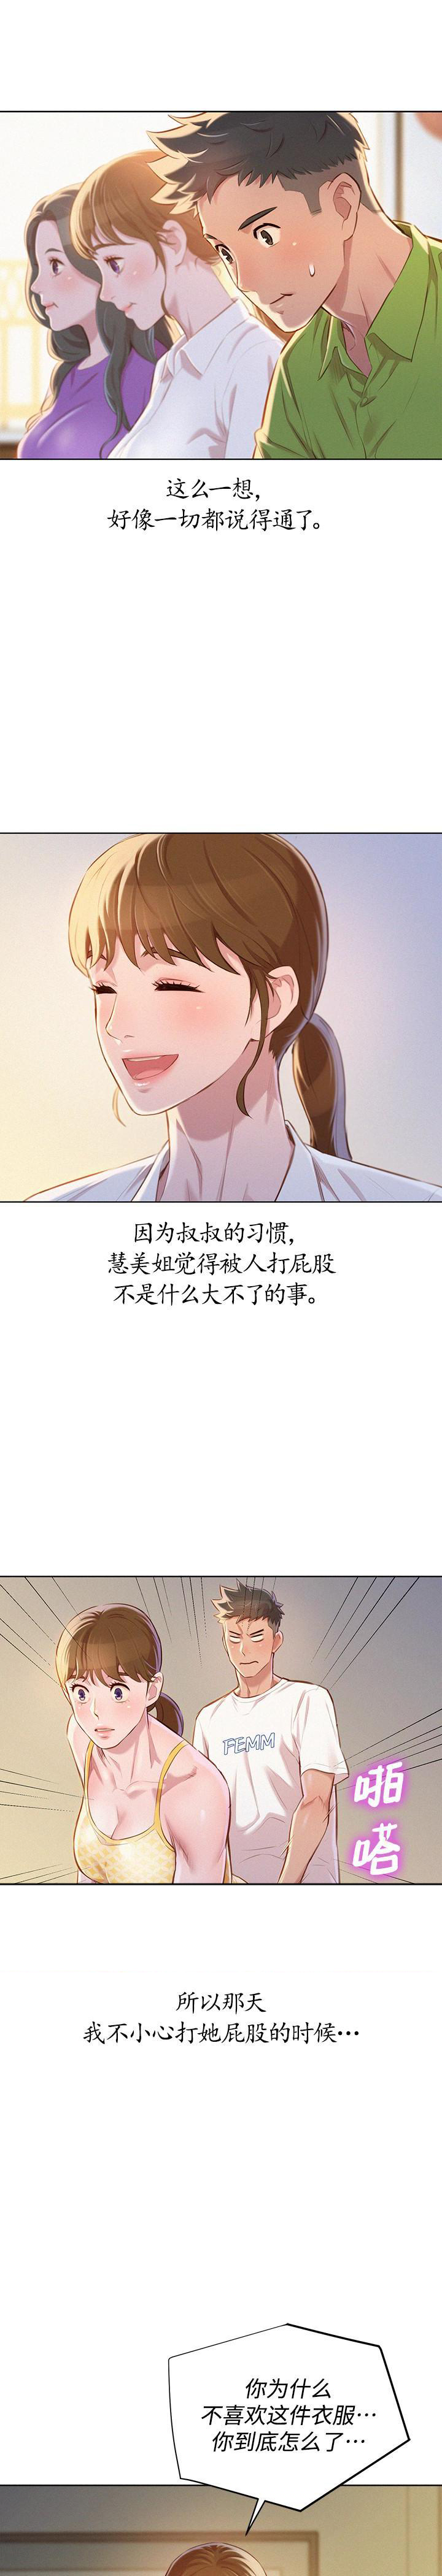 这么一想,
好像一切都说得通了。
因为叔叔的习惯,
慧美姐觉得被人打屁股
不是什么大不了的事。
FEMM
啪
嗒
所以那天
我不小心打她屁股的时候…
你为什么
不喜欢这件衣服…
你到底怎么了…